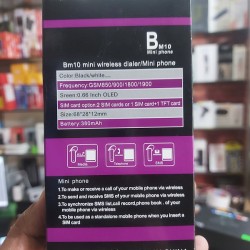 BM10
Bm10 mini wireless dialer/Mini phone
Color:Black/white....
Frequency:GSM850/900/1800/1900
Sreen:0.66 inch OLED
SIM card option:2 SIM cards or 1 SIM card+1 TFT card
Size:68*28*12mm
Battery 380mAh
Mini phone
1.To make or receive a call of your mobile phone via wireless
2.To send and receive SMS of your mobile phone via wireless
3.To synchronize SMS list,call record,phone book , of your
mobile phone via wireless
4.To be used as a standalone mobile phone when you insert a
SIM card